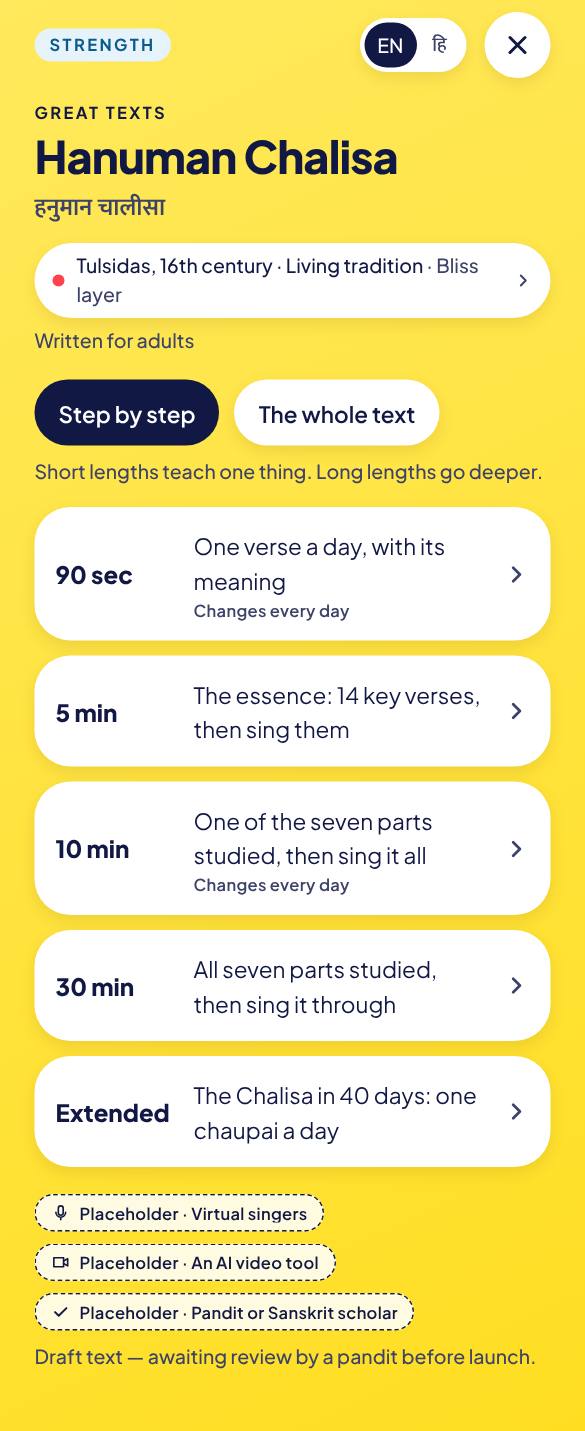 STRENGTH
EN
हि
GREAT TEXTS
Hanuman Chalisa
हनुमान चालीसा
Tulsidas, 16th century · Living tradition · Bliss
layer
Written for adults
Step by step
The whole text
Short lengths teach one thing. Long lengths go deeper.
90 sec
One verse a day, with its
meaning
Changes every day
5 min
The essence: 14 key verses,
then sing them
10 min
One of the seven parts
studied, then sing it all
Changes every day
30 min
All seven parts studied,
then sing it through
Extended
The Chalisa in 40 days: one
chaupai a day
Placeholder · Virtual singers
Placeholder · An AI video tool
Placeholder · Pandit or Sanskrit scholar
Draft text — awaiting review by a pandit before launch.